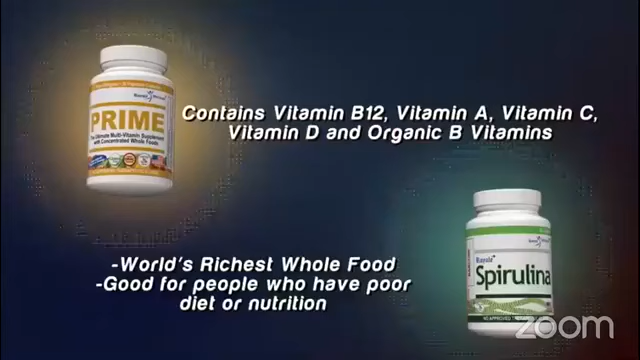 PRIME
The Ultimate Multi-Vitamin Supplement
with Concentrated Whole Foods
Contains Vitamin B12, Vitamin A, Vitamin C,
Vitamin D and Organic B Vitamins
-World's Richest Whole Food
-Good for people who have poor
diet or nutrition
Spirulina
zoom